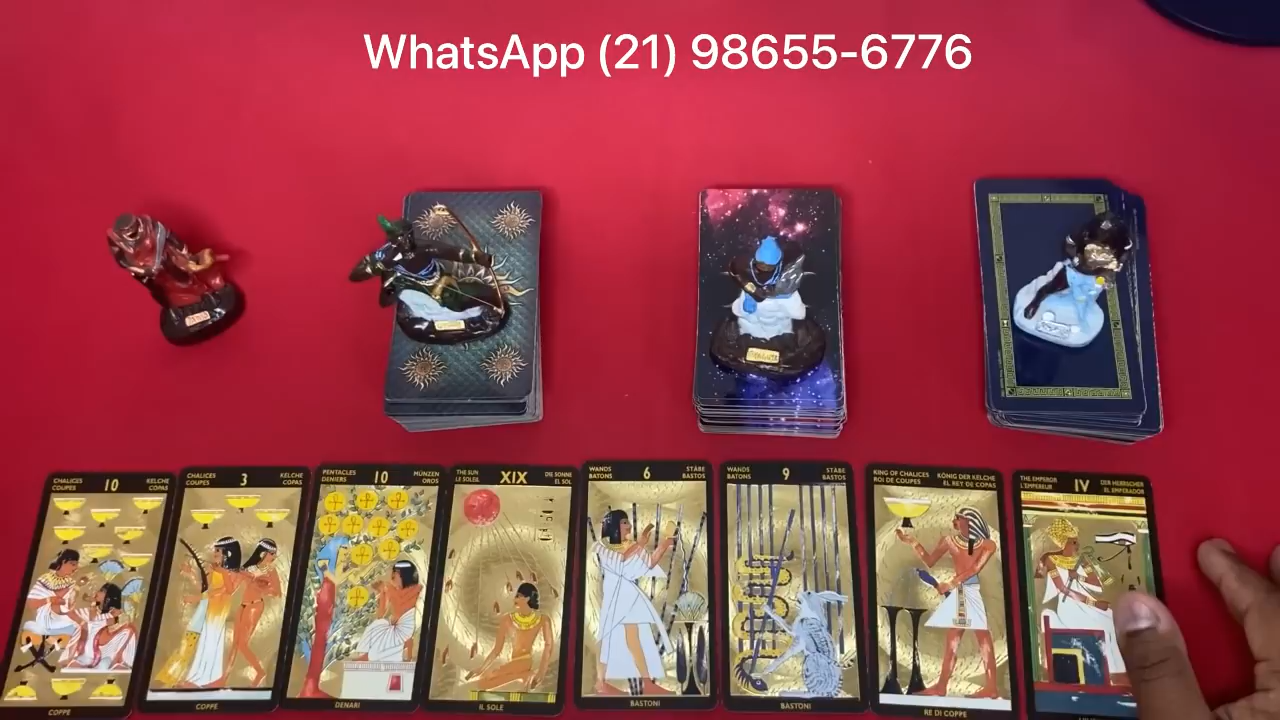 WhatsApp (21) 98655-6776
CHALICES 10 KELCHE
COUPES COPAS
COPPE
CHALICES 3 KELCHE
COUPES COPAS
COPPE
PENTACLES 10 MÜNZEN
DENIERS OROS
DENARI
THE SUN XIX DIE SONNE
LE SOLEIL EL SOL
IL SOLE
WANDS 6 STÄBE
BATONS BASTOS
BASTONI
WANDS 9 STÄBE
BATONS BASTOS
BASTONI
KING OF CHALICES KÖNIG DER KELCHE
ROI DE COUPES EL REY DE COPAS
RE DI COPPE
THE EMPEROR IV DER HERRSCHER
L'EMPEREUR EL EMPERADOR